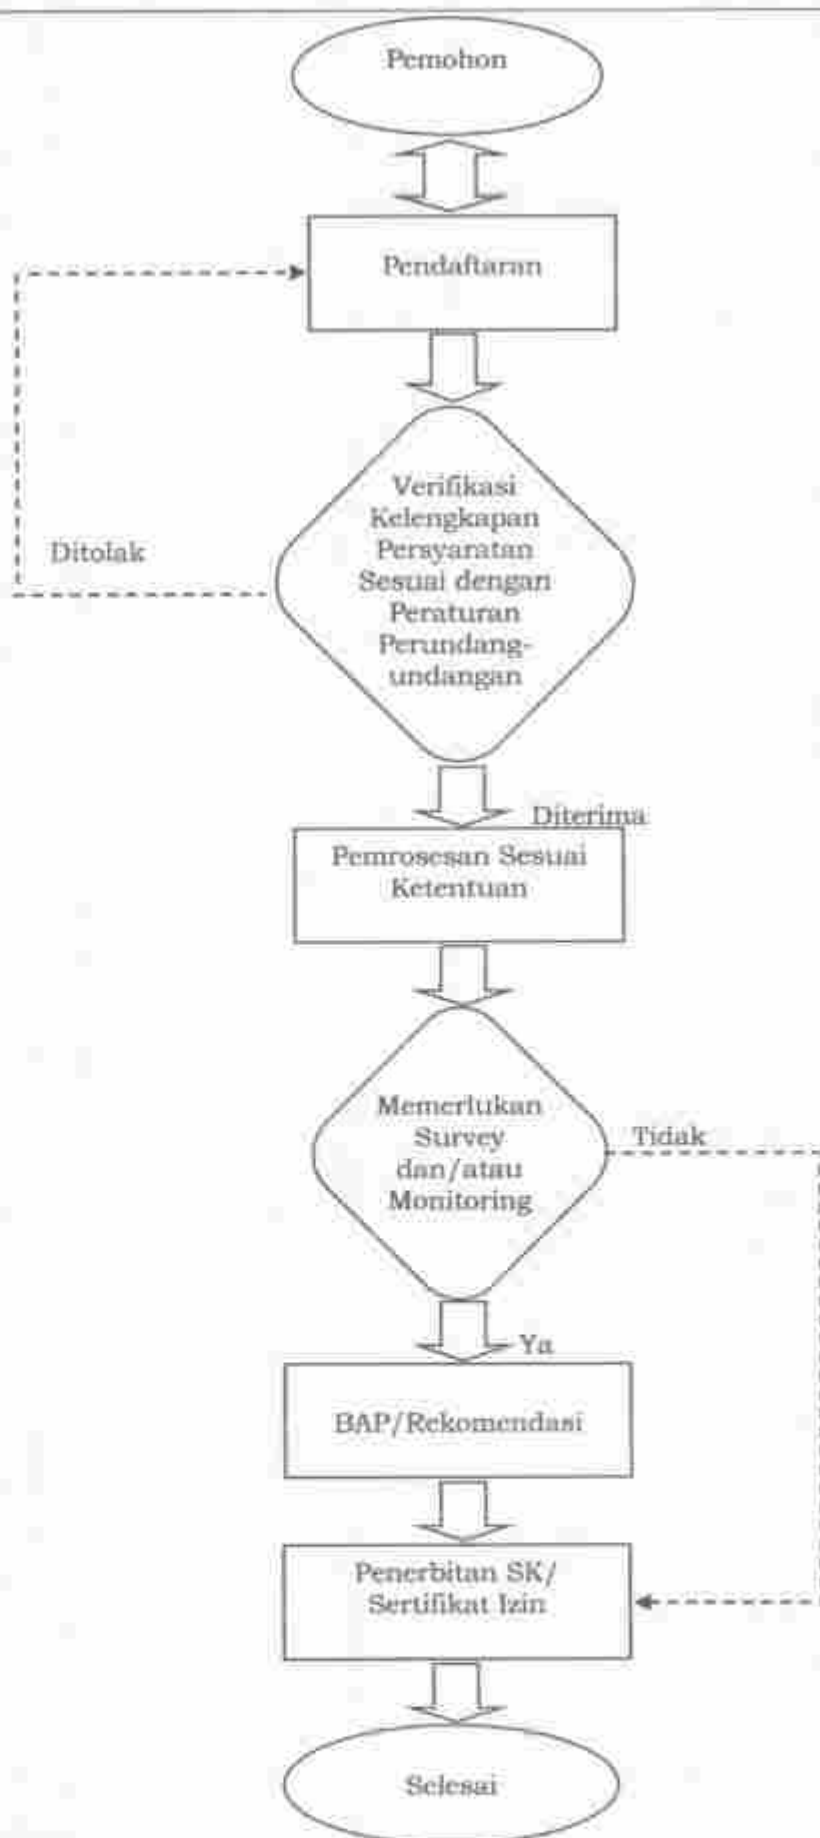 Pemohon
Pendaftaran
Verifikasi
Kelengkapan
Persyaratan
Sesuai dengan
Peraturan
Perundang-
undangan
Ditolak
Diterima
Pemrosesan Sesuai
Ketentuan
Memerlukan
Survey
dan/atau
Monitoring
Tidak
Ya
BAP/Rekomendasi
Penerbitan SK/
Sertifikat Izin
Selesai